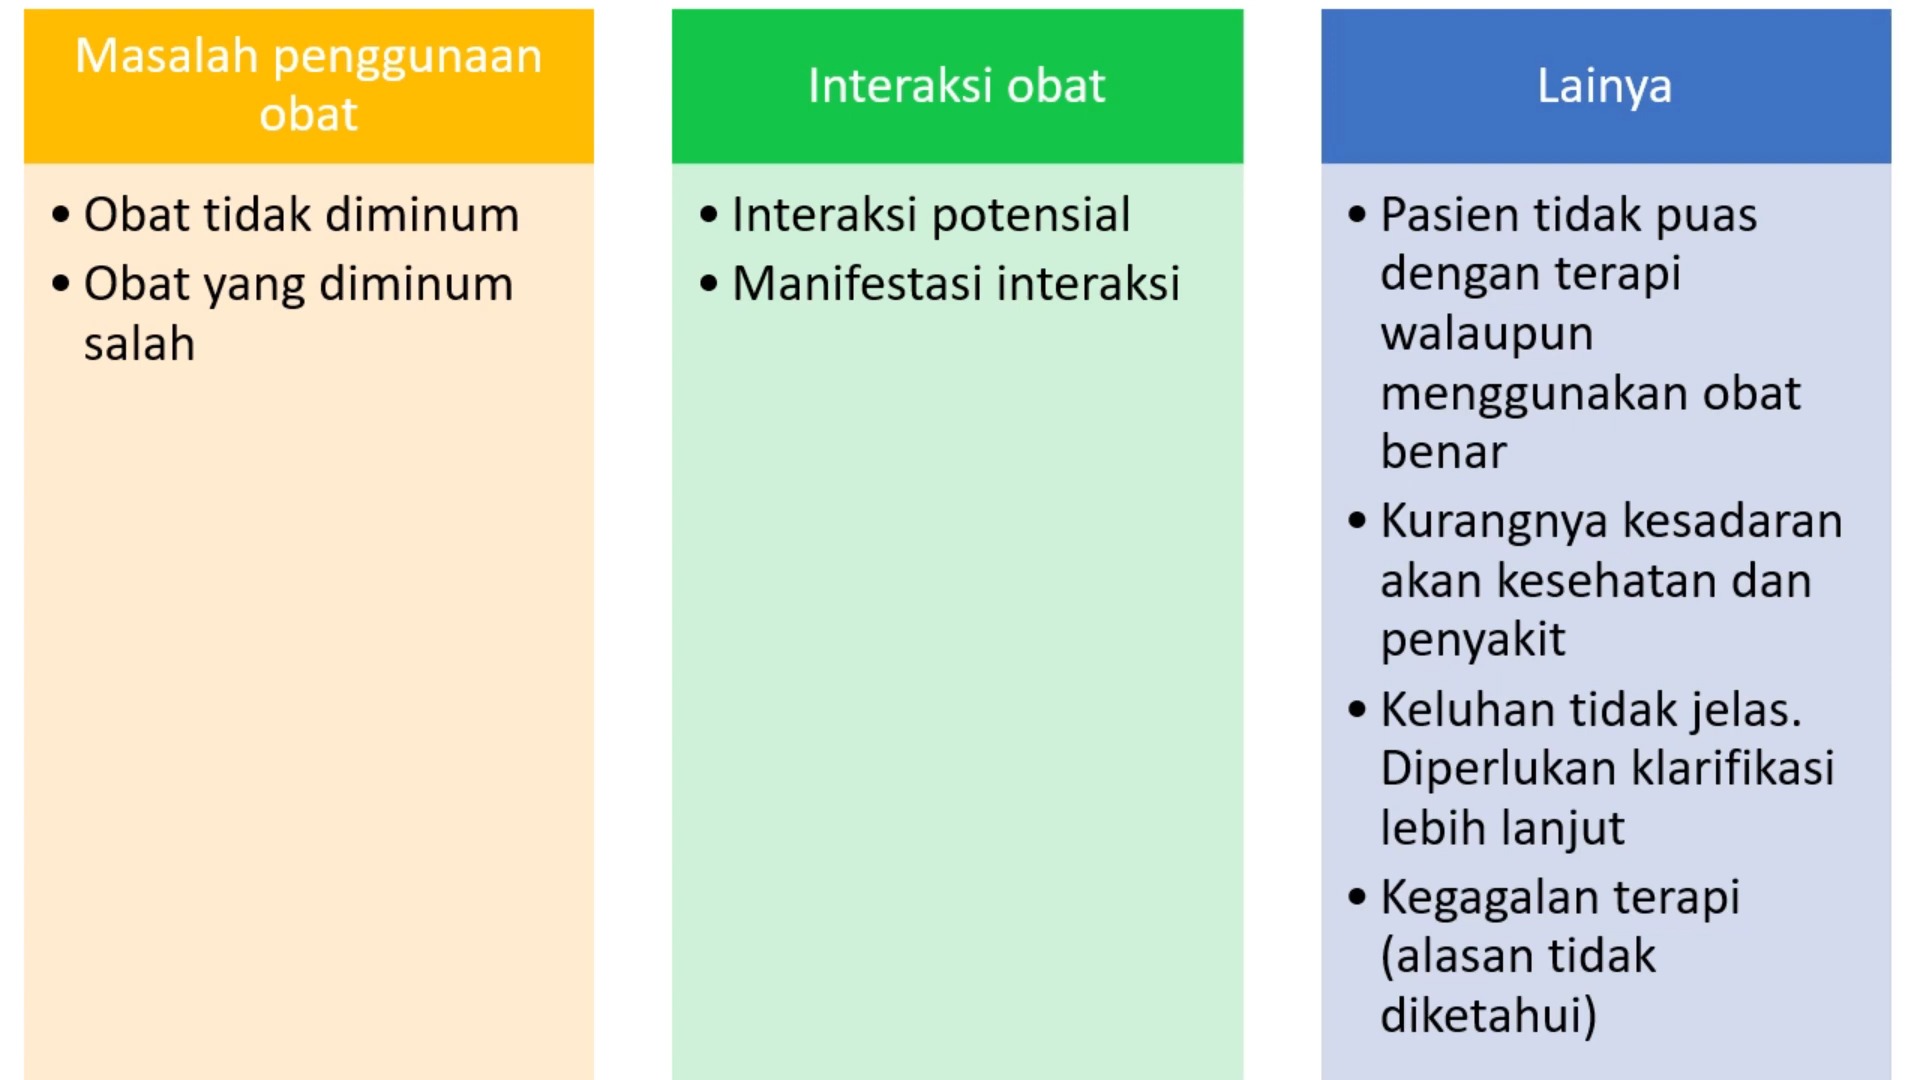 Masalah penggunaan
obat
• Obat tidak diminum
• Obat yang diminum
salah
Interaksi obat
• Interaksi potensial
• Manifestasi interaksi
Lainya
• Pasien tidak puas
dengan terapi
walaupun
menggunakan obat
benar
• Kurangnya kesadaran
akan kesehatan dan
penyakit
• Keluhan tidak jelas.
Diperlukan klarifikasi
lebih lanjut
• Kegagalan terapi
(alasan tidak
diketahui)